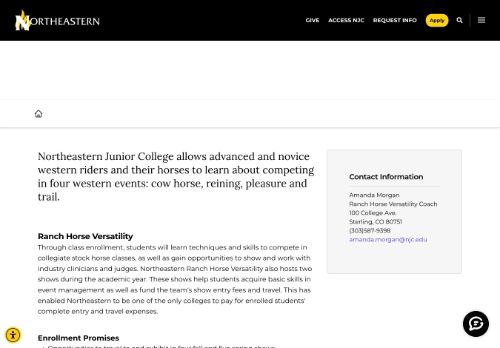 NORTHEASTERN
GIVE ACCESS NJC REQUEST INFO Apply
Northeastern Junior College allows advanced and novice
western riders and their horses to learn about competing
in four western events: cow horse, reining, pleasure and
trail.
Contact Information
Amanda Morgan
Ranch Horse Versatility Coach
100 College Ave.
Sterling, CO 80751
(303)587-9398
amanda.morgan@njc.edu
Ranch Horse Versatility
Through class enrollment, students will learn techniques and skills to compete in
collegiate stock horse classes, as well as gain opportunities to show and work with
industry clinicians and judges. Northeastern Ranch Horse Versatility also hosts two
shows during the academic year. These shows help students acquire basic skills in
event management as well as fund the team's show entry fees and travel. This has
enabled Northeastern to be one of the only colleges to pay for enrolled students'
complete entry and travel expenses.
Enrollment Promises